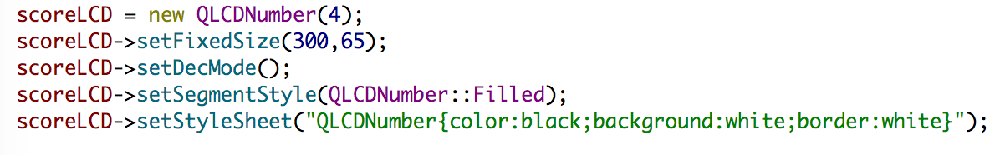 scoreLCD = new QLCDNumber(4);
scoreLCD->setFixedSize(300,65);
scoreLCD->setDecMode();
scoreLCD->setSegmentStyle(QLCDNumber::Filled);
scoreLCD->setStyleSheet("QLCDNumber{color:black;background:white;border:white}");